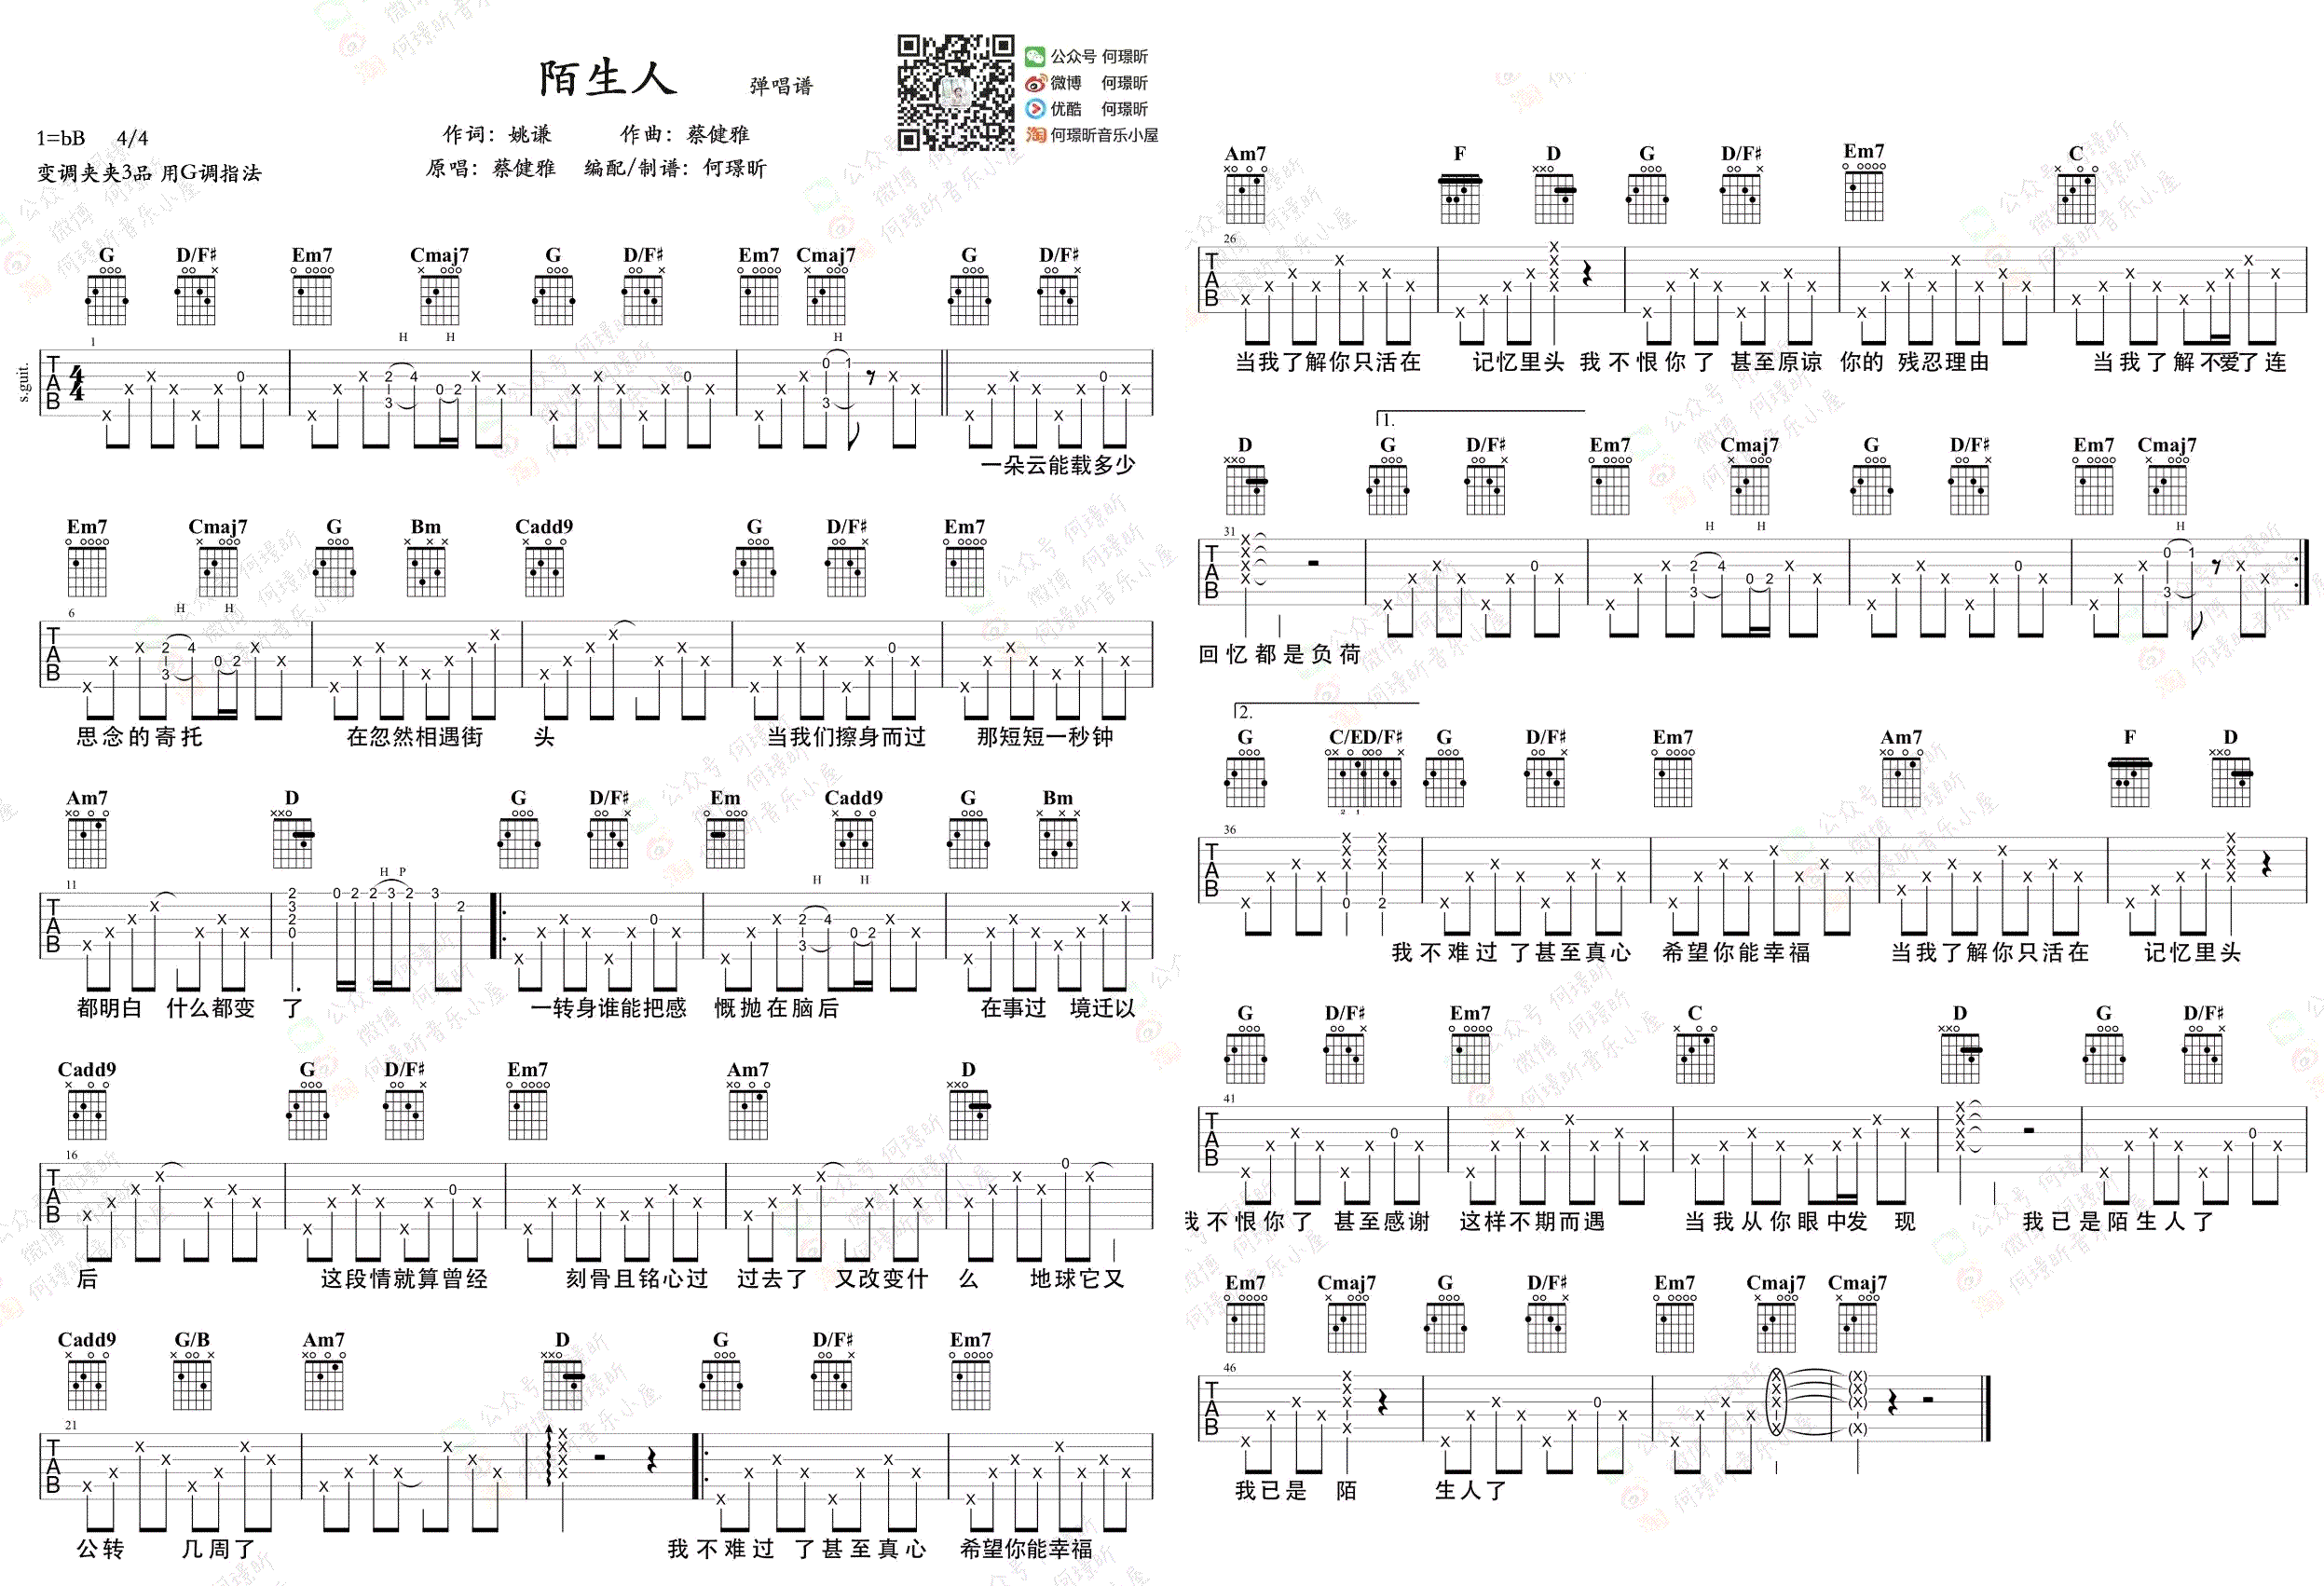 陌生人 弹唱谱
公众号 何璟昕
微博 何璟昕
优酷 何璟昕
淘 何璟昕音乐小屋
1=bB 4/4
作词：姚谦 作曲：蔡健雅
变调夹夹3品 用G调指法
原唱：蔡健雅 编配/制谱：何璟昕
G D/F♯ Em7 Cmaj7 G D/F♯ Em7 Cmaj7 G D/F♯
一朵云能载多少
Em7 Cmaj7 G Bm Cadd9 G D/F♯ Em7
思念的寄托 在忽然相遇街 头 当我们擦身而过 那短短一秒钟
Am7 D G D/F♯ Em Cadd9 G Bm
都明白 什么都变 了 一转身谁能把感 慨抛在脑后 在事过 境迁以
Cadd9 G D/F♯ Em7 Am7 D
后 这段情就算曾经 刻骨且铭心过 过去了 又改变什 么 地球它又
Cadd9 G/B Am7 D G D/F♯ Em7
公转 几周了 我不难过 了甚至真心 希望你能幸福
Am7 F D G D/F♯ Em7 C
当我了解你只活在 记忆里头 我不恨你了 甚至原谅 你的 残忍理由 当我了解不爱了连
1.
D G D/F♯ Em7 Cmaj7 G D/F♯ Em7 Cmaj7
回忆都是负荷
2.
G C/E D/F♯ G D/F♯ Em7 Am7 F D
我不难过 了甚至真心 希望你能幸福 当我了解你只活在 记忆里头
G D/F♯ Em7 C D G D/F♯
我不恨你了 甚至感谢 这样不期而遇 当我从你眼中发 现 我已是陌生人了
Em7 Cmaj7 G D/F♯ Em7 Cmaj7 Cmaj7
我已是 陌 生人了